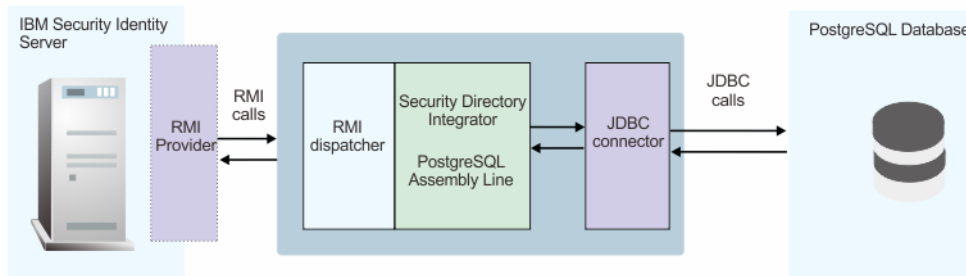 IBM Security Identity
Server
RMI
Provider
RMI
calls
RMI
dispatcher
Security Directory
Integrator
PostgreSQL
Assembly Line
JDBC
connector
JDBC
calls
PostgreSQL Database